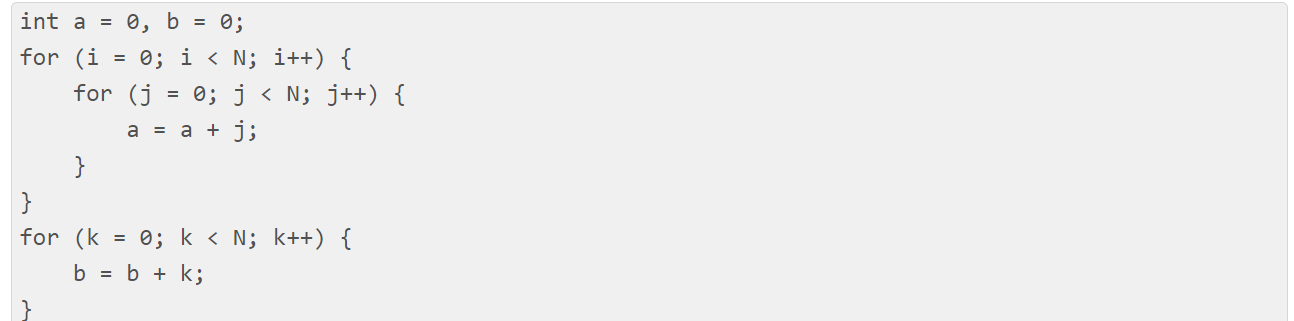 int a = 0, b = 0;
for (i = 0; i < N; i++) {
    for (j = 0; j < N; j++) {
        a = a + j;
    }
}
for (k = 0; k < N; k++) {
    b = b + k;
}